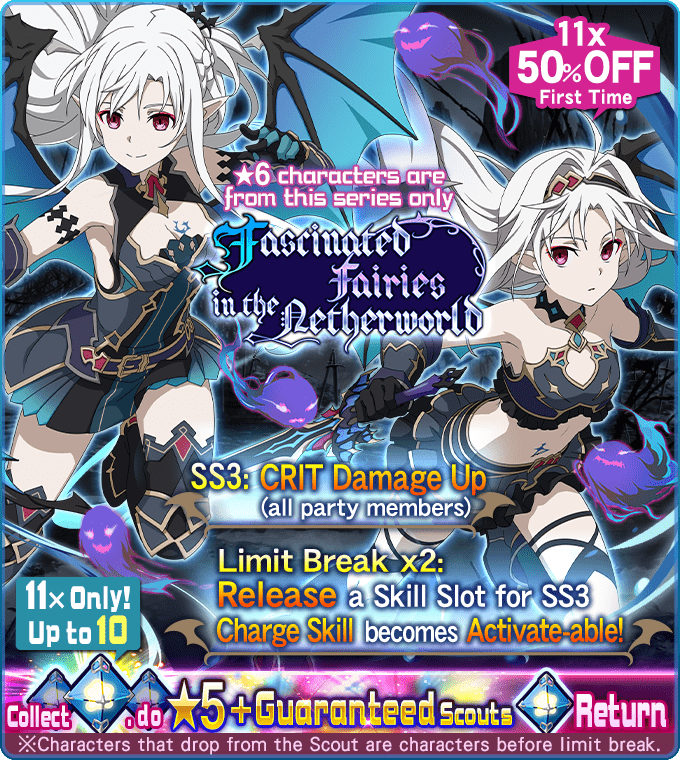 11x
50%OFF
First Time
★6 characters are
from this series only
Fascinated
Fairies
in the
Netherworld
SS3: CRIT Damage Up
(all party members)
Limit Break x2:
Release a Skill Slot for SS3
Charge Skill becomes Activate-able!
11× Only!
Up to 10
Collect , do ★5+Guaranteed Scouts Return
※Characters that drop from the Scout are characters before limit break.